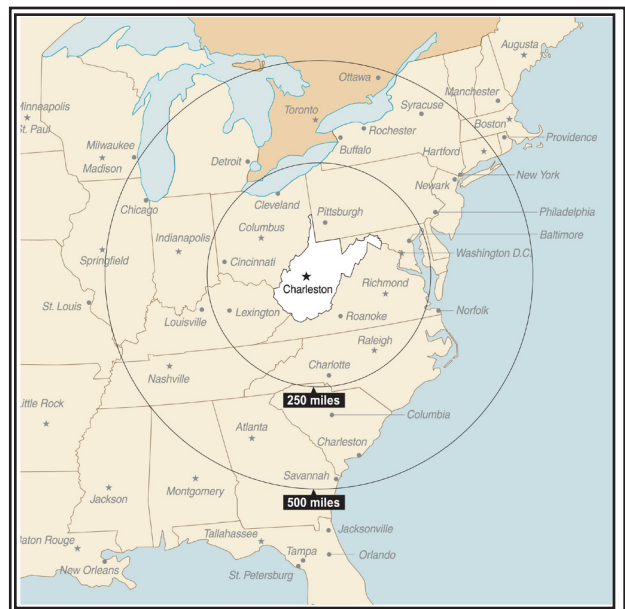 Augusta
Ottawa
Manchester
Minneapolis
St. Paul
Toronto
Syracuse
Boston
Rochester
Providence
Milwaukee
Madison
Detroit
Buffalo
Hartford
New York
Newark
Chicago
Cleveland
Philadelphia
Pittsburgh
Columbus
Indianapolis
Baltimore
Springfield
Cincinnati
Washington D.C.
Charleston
Richmond
St. Louis
Louisville
Lexington
Roanoke
Norfolk
Raleigh
Nashville
Charlotte
250 miles
Little Rock
Columbia
Atlanta
Charleston
Savannah
Jackson
Montgomery
500 miles
Jacksonville
Baton Rouge
Tallahassee
Tampa
Orlando
New Orleans
St. Petersburg